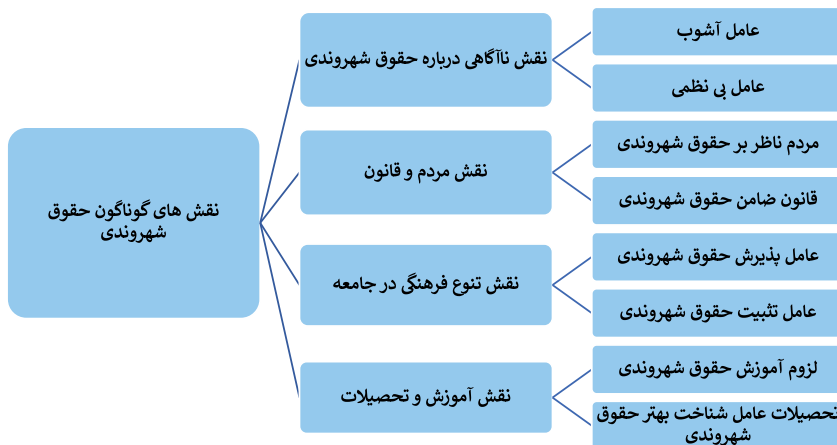 نقش های گوناگون حقوق
شهروندی
نقش ناآگاهی درباره حقوق شهروندی
عامل آشوب
عامل بی نظمی
نقش مردم و قانون
مردم ناظر بر حقوق شهروندی
قانون ضامن حقوق شهروندی
نقش تنوع فرهنگی در جامعه
عامل پذیرش حقوق شهروندی
عامل تثبیت حقوق شهروندی
نقش آموزش و تحصیلات
لزوم آموزش حقوق شهروندی
تحصیلات عامل شناخت بهتر حقوق
شهروندی